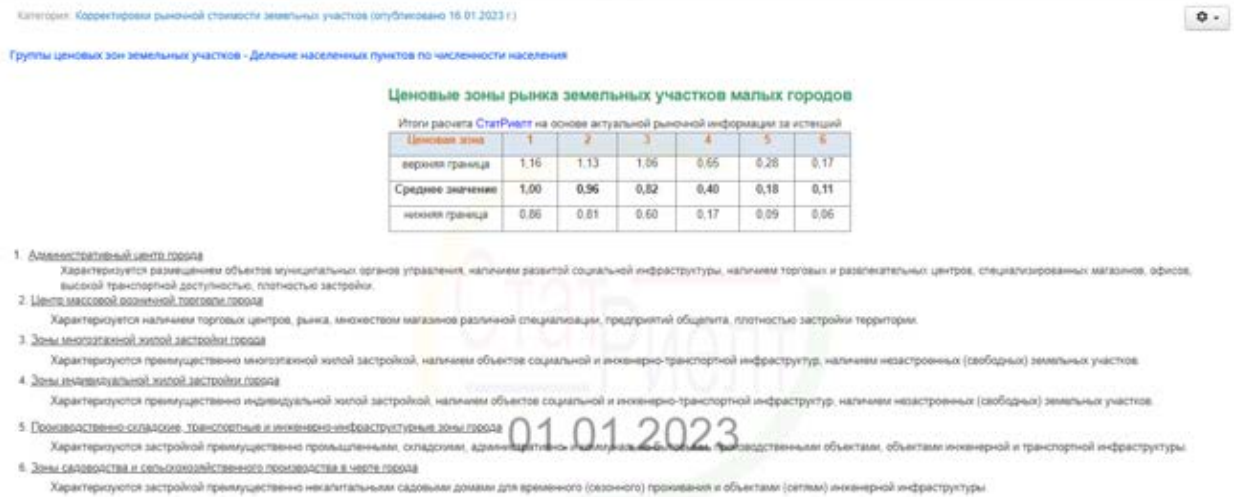 Категория: Корректировки рыночной стоимости земельных участков (опубликовано 16.01.2023 г.)
Группы ценовых зон земельных участков - Деление населенных пунктов по численности населения
Ценовые зоны рынка земельных участков малых городов
Итоги расчета СтатРиелт на основе актуальной рыночной информации за истекший
Ценовая зона 1 2 3 4 5 6
верхняя граница 1,16 1,13 1,06 0,65 0,28 0,17
Среднее значение 1,00 0,96 0,82 0,40 0,18 0,11
нижняя граница 0,86 0,81 0,60 0,17 0,09 0,06
1. Административный центр города
Характеризуется размещением объектов муниципальных органов управления, наличием развитой социальной инфраструктуры, наличием торговых и развлекательных центров, специализированных магазинов, офисов,
высокой транспортной доступностью, плотностью застройки.
2. Центр массовой розничной торговли города
Характеризуется наличием торговых центров, рынка, множеством магазинов различной специализации, предприятий общепита, плотностью застройки территории.
3. Зоны многоэтажной жилой застройки города
Характеризуются преимущественно многоэтажной жилой застройкой, наличием объектов социальной и инженерно-транспортной инфраструктур, наличием незастроенных (свободных) земельных участков.
4. Зоны индивидуальной жилой застройки города
Характеризуются преимущественно индивидуальной жилой застройкой, наличием объектов социальной и инженерно-транспортной инфраструктур, наличием незастроенных (свободных) земельных участков.
5. Производственно-складские, транспортные и инженерно-инфраструктурные зоны города
Характеризуются застройкой преимущественно промышленными, складскими, административно- и коммунально-бытовыми, производственными объектами, объектами инженерной и транспортной инфраструктуры.
6. Зоны садоводства и сельскохозяйственного производства в черте города
Характеризуются застройкой преимущественно некапитальными садовыми домами для временного (сезонного) проживания и объектами (сетями) инженерной инфраструктуры.
СтатРиелт
01.01.2023